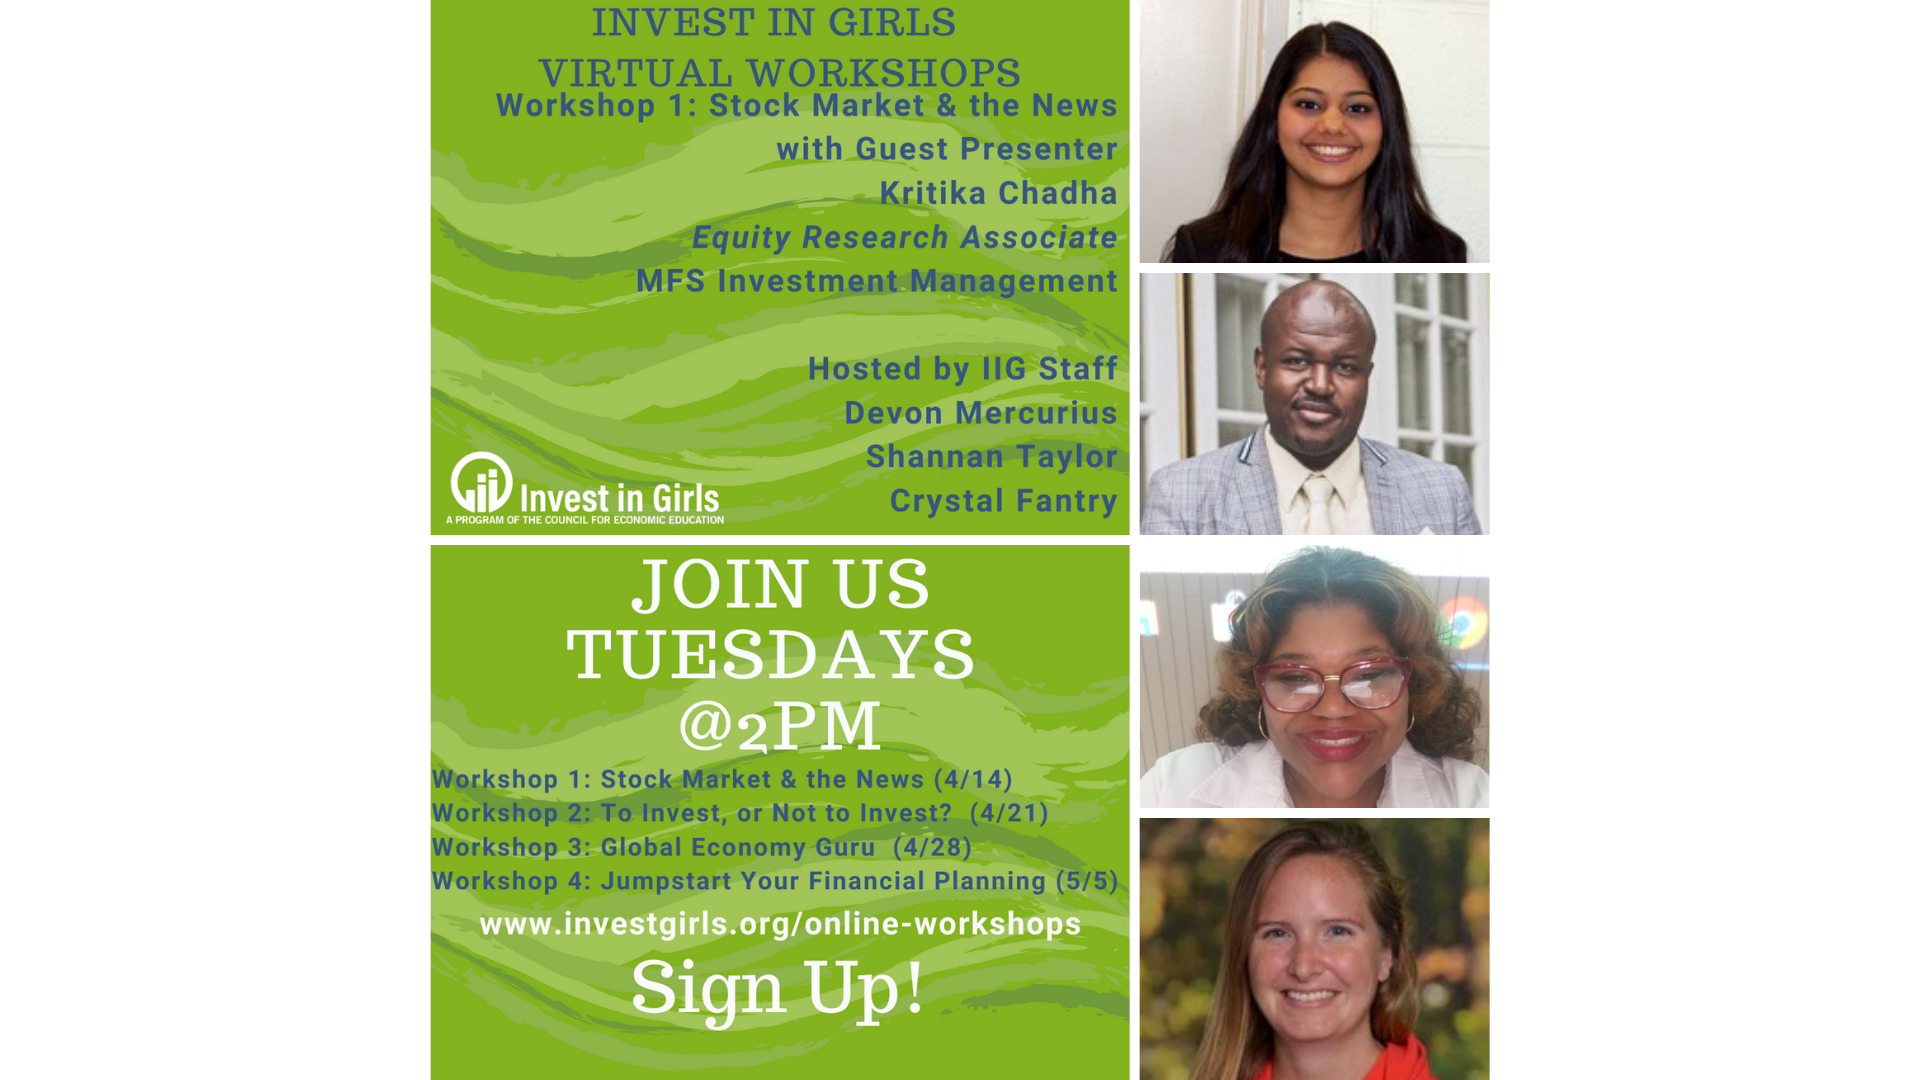 INVEST IN GIRLS
VIRTUAL WORKSHOPS
Workshop 1: Stock Market & the News
with Guest Presenter
Kritika Chadha
Equity Research Associate
MFS Investment Management
Hosted by IIG Staff
Devon Mercurius
Shannan Taylor
Crystal Fantry
Invest in Girls
A PROGRAM OF THE COUNCIL FOR ECONOMIC EDUCATION
JOIN US
TUESDAYS
@2PM
Workshop 1: Stock Market & the News (4/14)
Workshop 2: To Invest, or Not to Invest? (4/21)
Workshop 3: Global Economy Guru (4/28)
Workshop 4: Jumpstart Your Financial Planning (5/5)
www.investgirls.org/online-workshops
Sign Up!